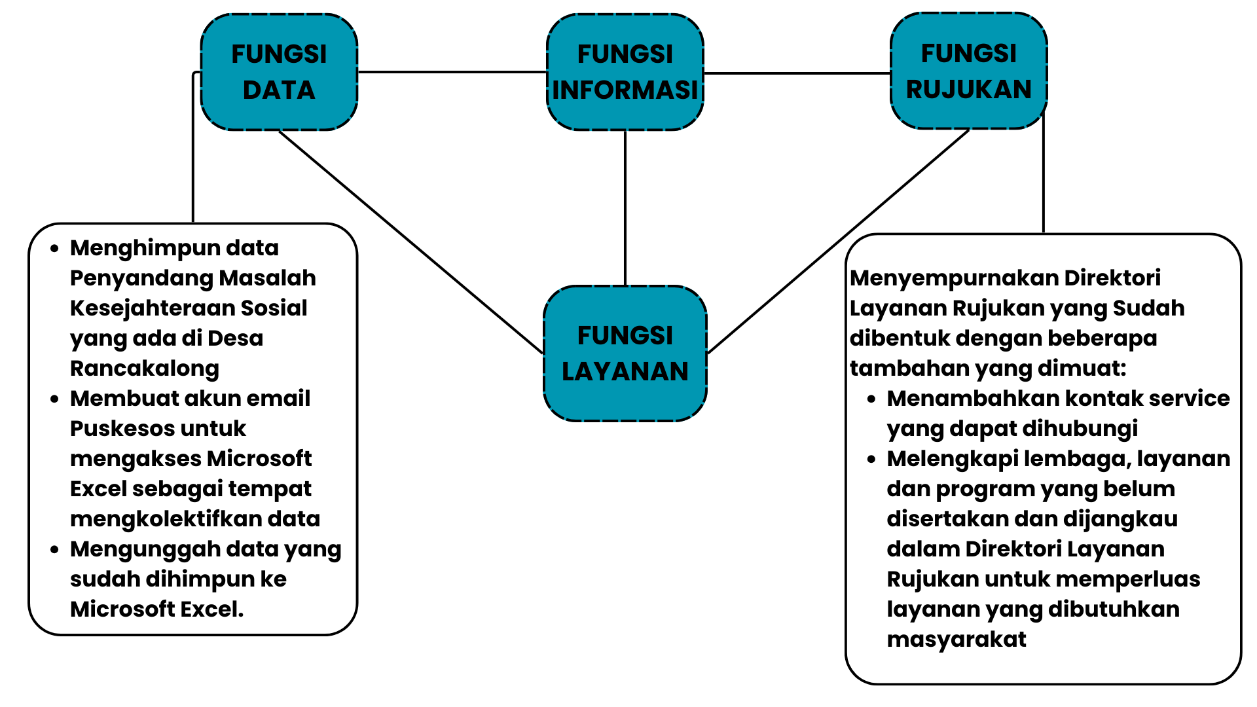 FUNGSI
DATA
FUNGSI
INFORMASI
FUNGSI
RUJUKAN
FUNGSI
LAYANAN
• Menghimpun data
Penyandang Masalah
Kesejahteraan Sosial
yang ada di Desa
Rancakalong
• Membuat akun email
Puskesos untuk
mengakses Microsoft
Excel sebagai tempat
mengkolektifkan data
• Mengunggah data yang
sudah dihimpun ke
Microsoft Excel.
Menyempurnakan Direktori
Layanan Rujukan yang Sudah
dibentuk dengan beberapa
tambahan yang dimuat:
• Menambahkan kontak service
yang dapat dihubungi
• Melengkapi lembaga, layanan
dan program yang belum
disertakan dan dijangkau
dalam Direktori Layanan
Rujukan untuk memperluas
layanan yang dibutuhkan
masyarakat